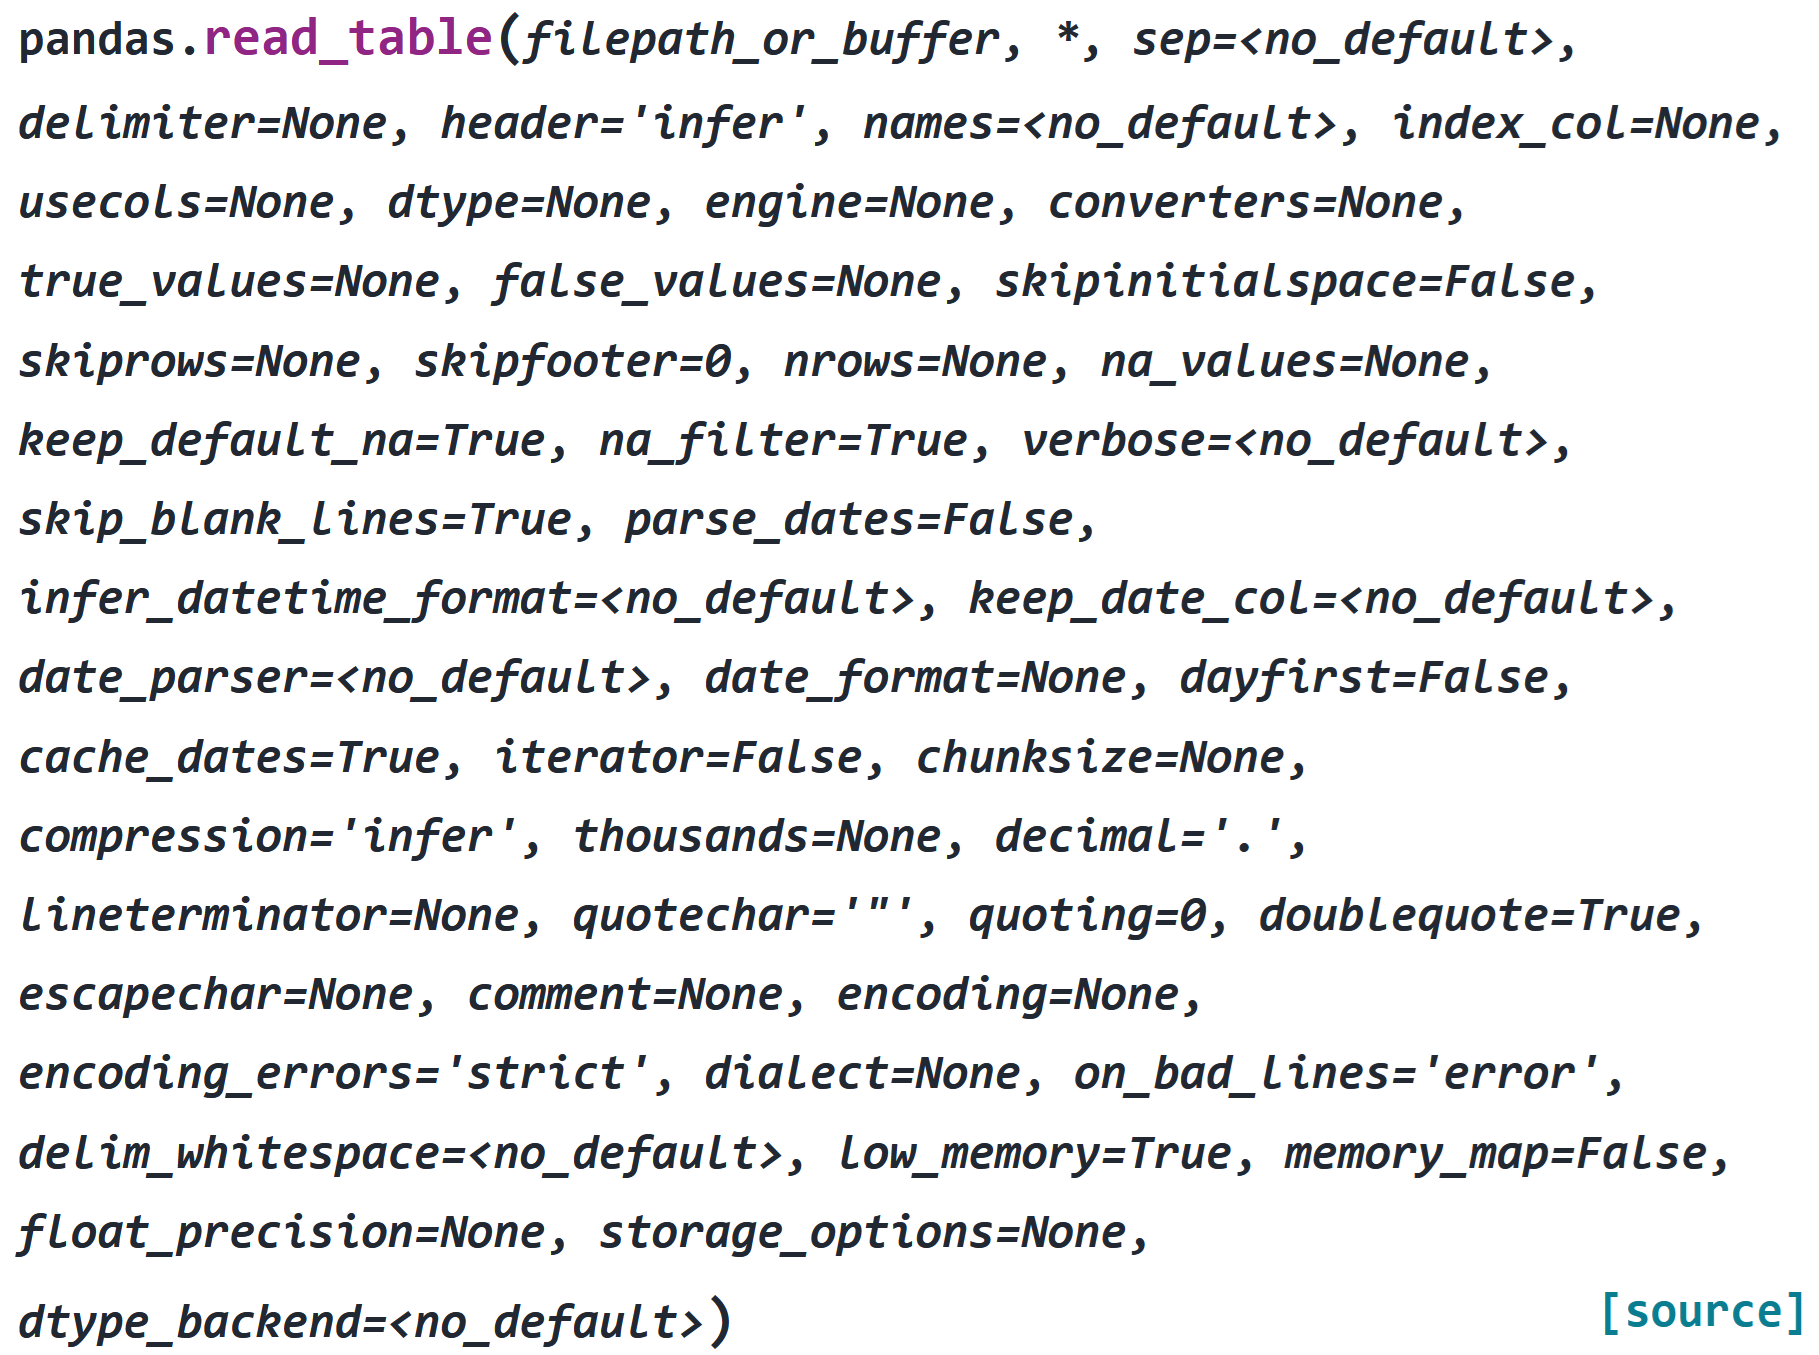 pandas.read_table(filepath_or_buffer, *, sep=<no_default>,
delimiter=None, header='infer', names=<no_default>, index_col=None,
usecols=None, dtype=None, engine=None, converters=None,
true_values=None, false_values=None, skipinitialspace=False,
skiprows=None, skipfooter=0, nrows=None, na_values=None,
keep_default_na=True, na_filter=True, verbose=<no_default>,
skip_blank_lines=True, parse_dates=False,
infer_datetime_format=<no_default>, keep_date_col=<no_default>,
date_parser=<no_default>, date_format=None, dayfirst=False,
cache_dates=True, iterator=False, chunksize=None,
compression='infer', thousands=None, decimal='.',
lineterminator=None, quotechar='"', quoting=0, doublequote=True,
escapechar=None, comment=None, encoding=None,
encoding_errors='strict', dialect=None, on_bad_lines='error',
delim_whitespace=<no_default>, low_memory=True, memory_map=False,
float_precision=None, storage_options=None,
dtype_backend=<no_default>) [source]